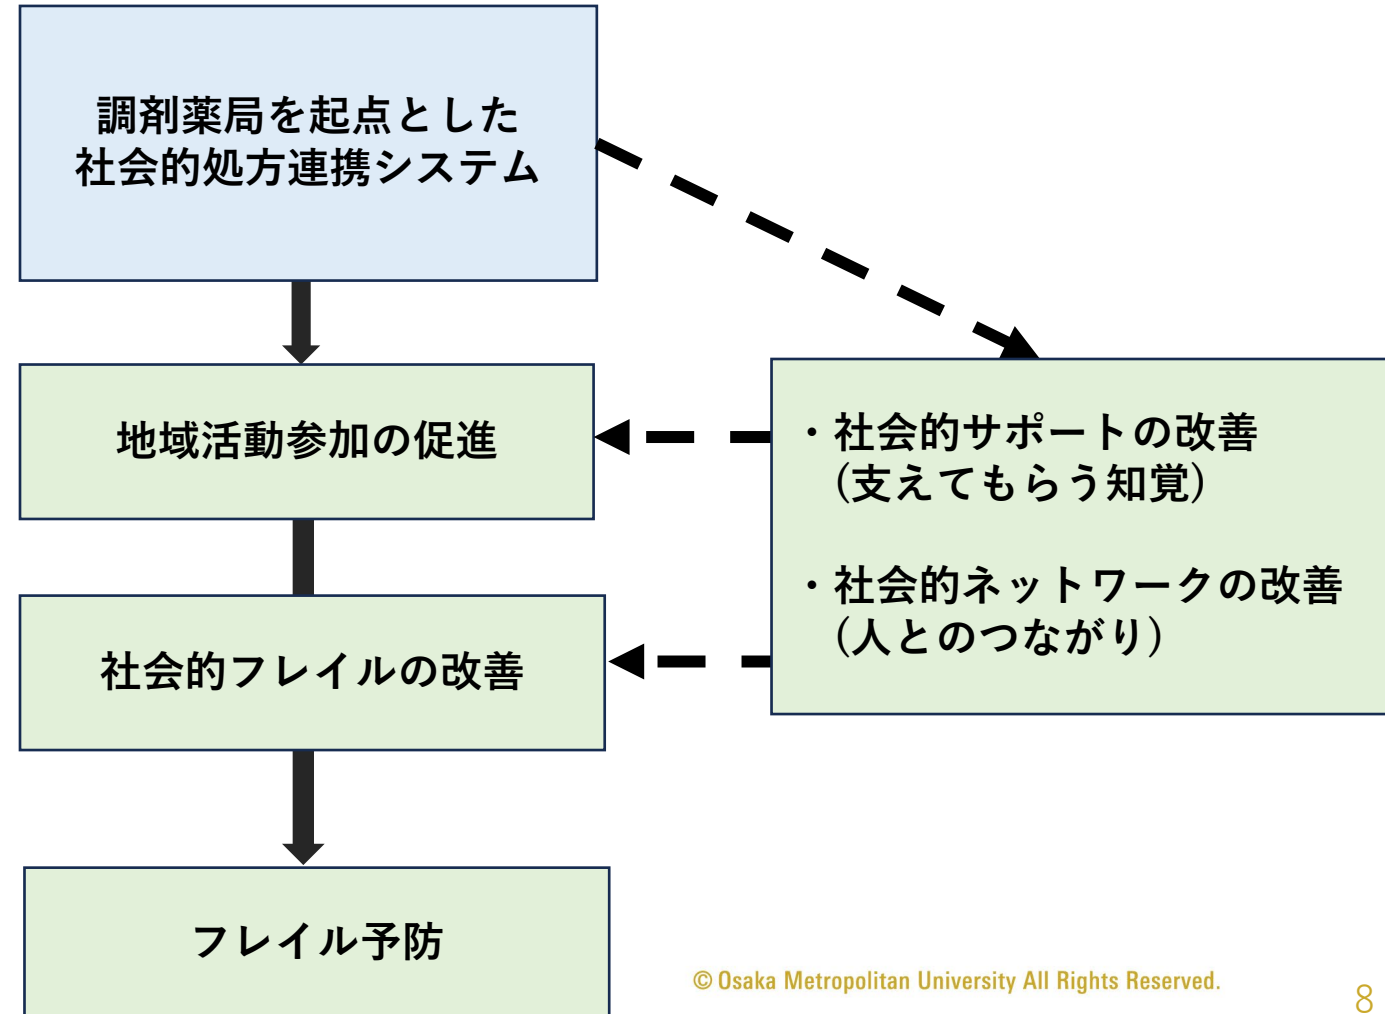 調剤薬局を起点とした
社会的処方連携システム
地域活動参加の促進
・社会的サポートの改善
(支えてもらう知覚)
・社会的ネットワークの改善
(人とのつながり)
社会的フレイルの改善
フレイル予防
© Osaka Metropolitan University All Rights Reserved.
8